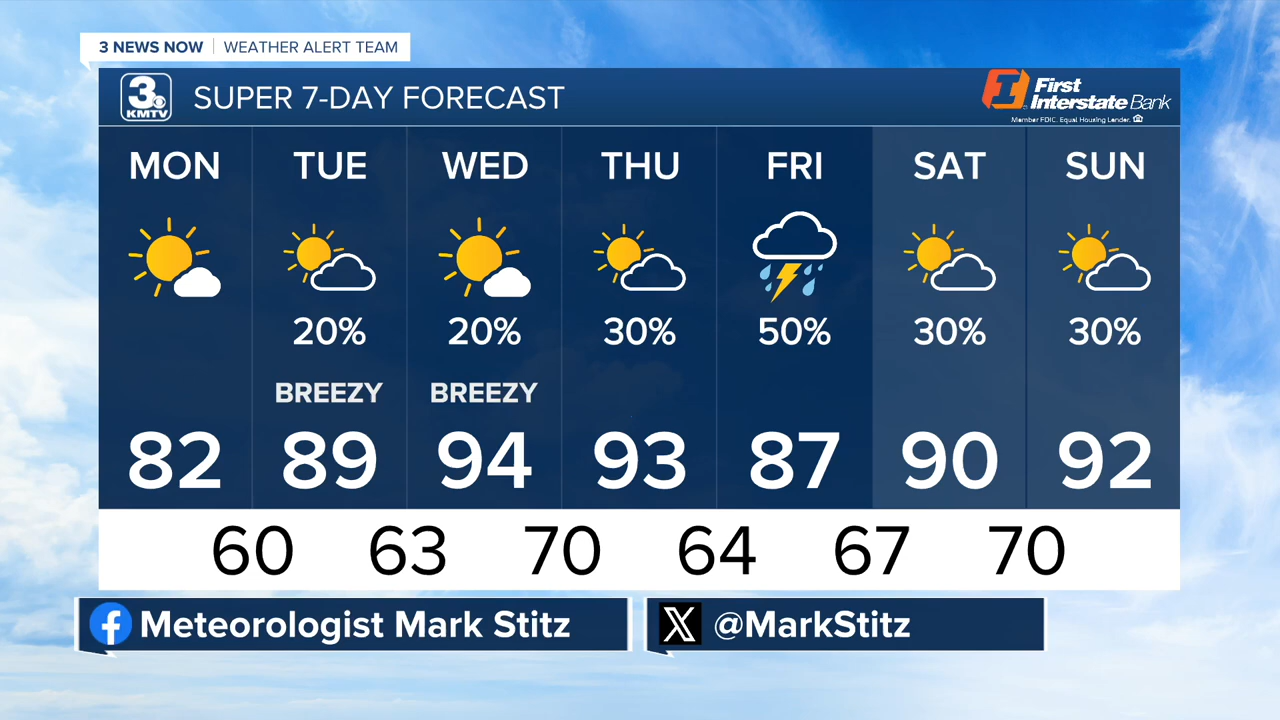 3 NEWS NOW | WEATHER ALERT TEAM
3 KMTV
SUPER 7-DAY FORECAST
First
Interstate Bank
Member FDIC. Equal Housing Lender.
MON TUE WED THU FRI SAT SUN
20% 20% 30% 50% 30% 30%
BREEZY BREEZY
82 89 94 93 87 90 92
60 63 70 64 67 70
Meteorologist Mark Stitz
@MarkStitz